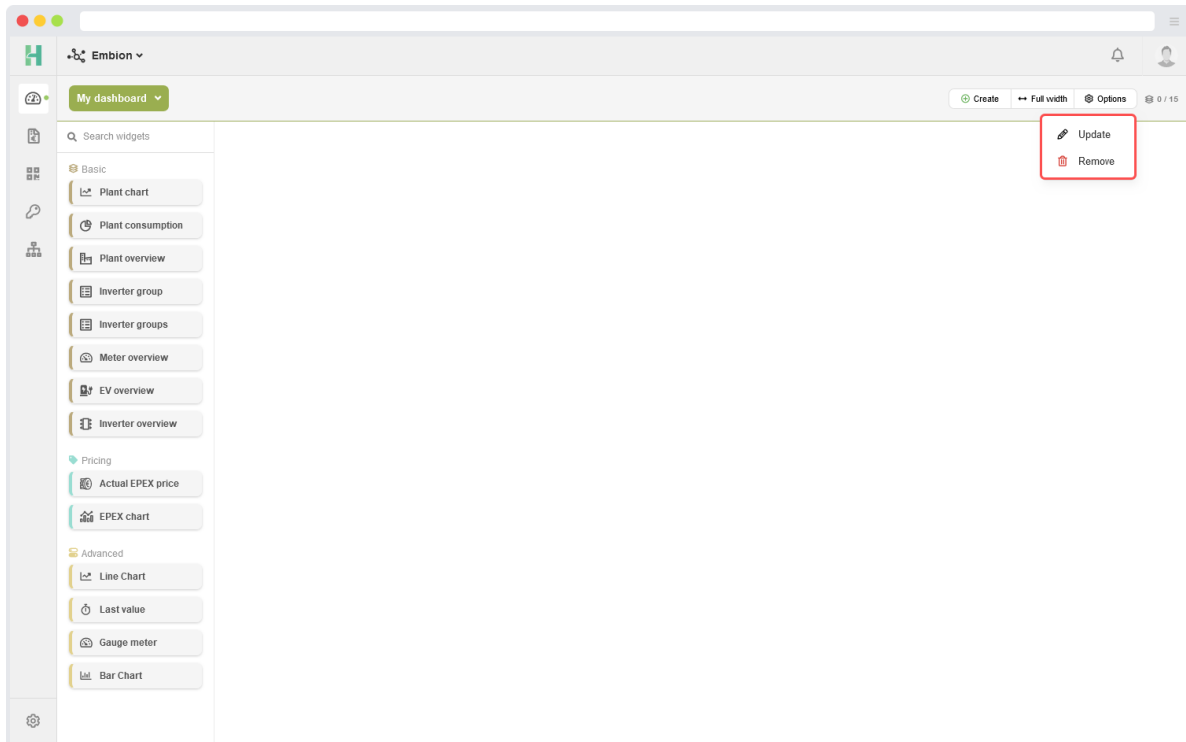 Embion
My dashboard
Create
Full width
Options
0 / 15
Update
Remove
Search widgets
Basic
Plant chart
Plant consumption
Plant overview
Inverter group
Inverter groups
Meter overview
EV overview
Inverter overview
Pricing
Actual EPEX price
EPEX chart
Advanced
Line Chart
Last value
Gauge meter
Bar Chart